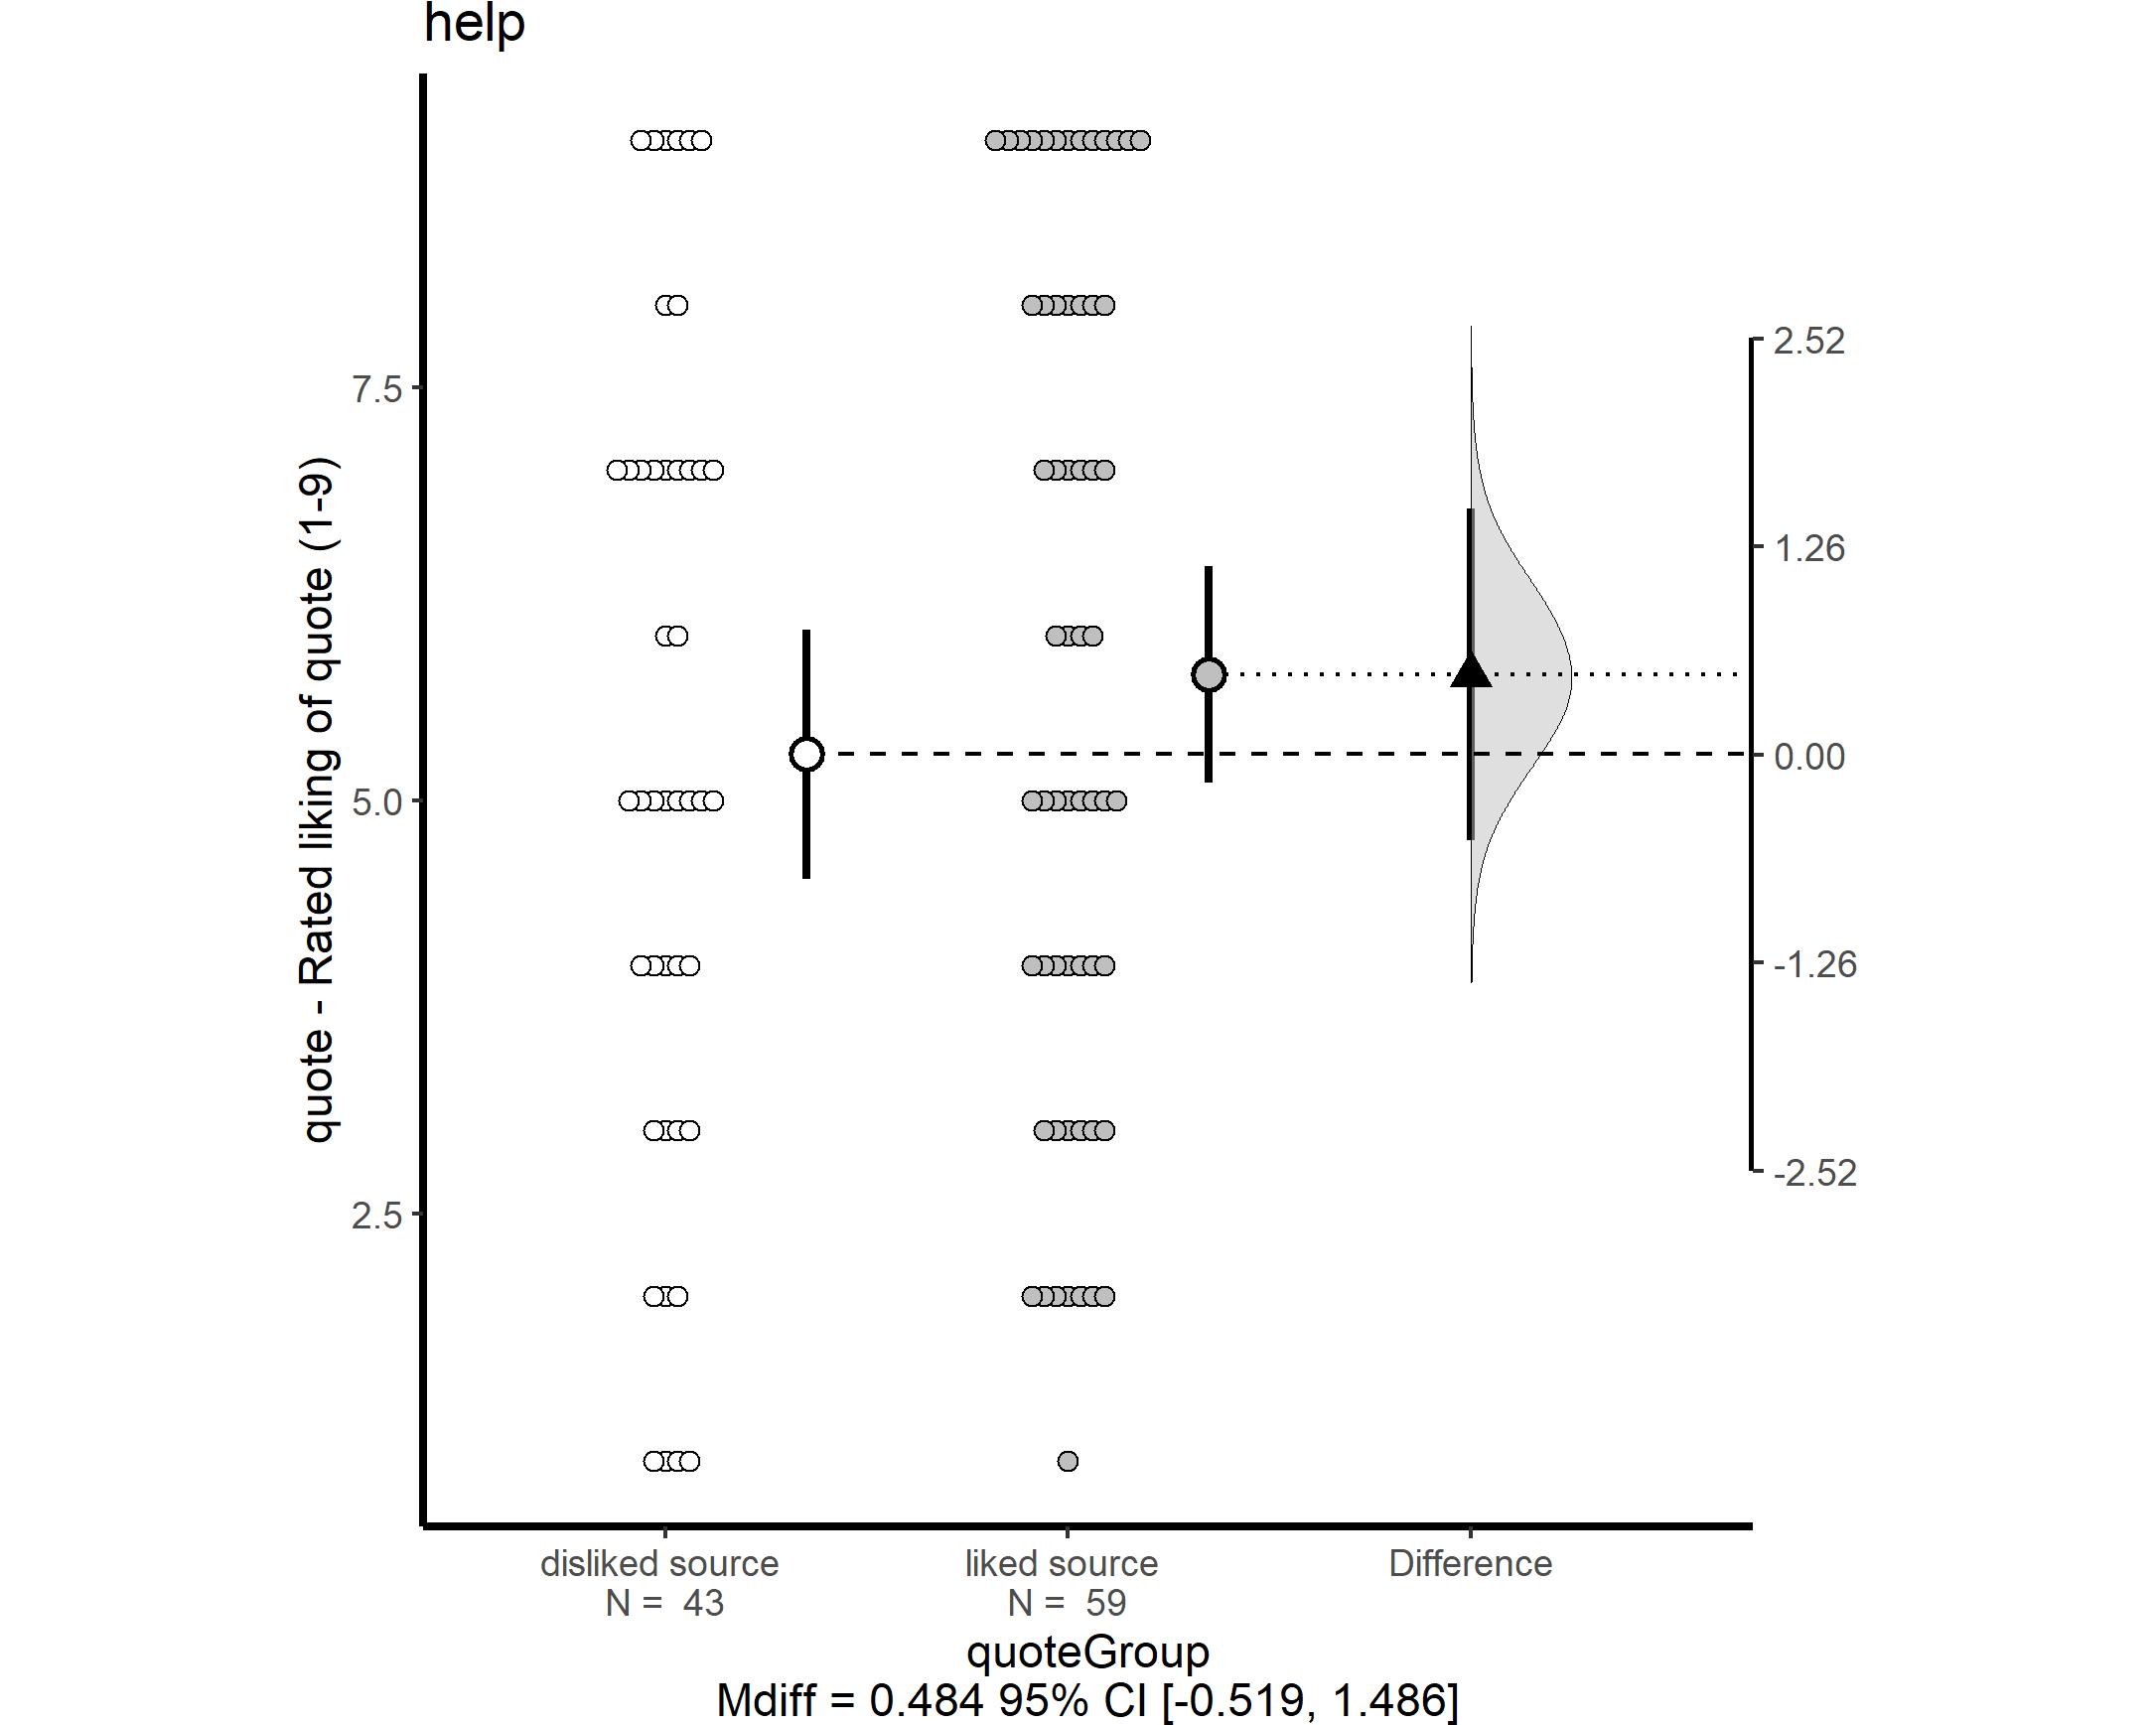 help
quote - Rated liking of quote (1-9)
7.5
5.0
2.5
2.52
1.26
0.00
-1.26
-2.52
disliked source
N =  43
liked source
N =  59
Difference
quoteGroup
Mdiff = 0.484 95% CI [-0.519, 1.486]